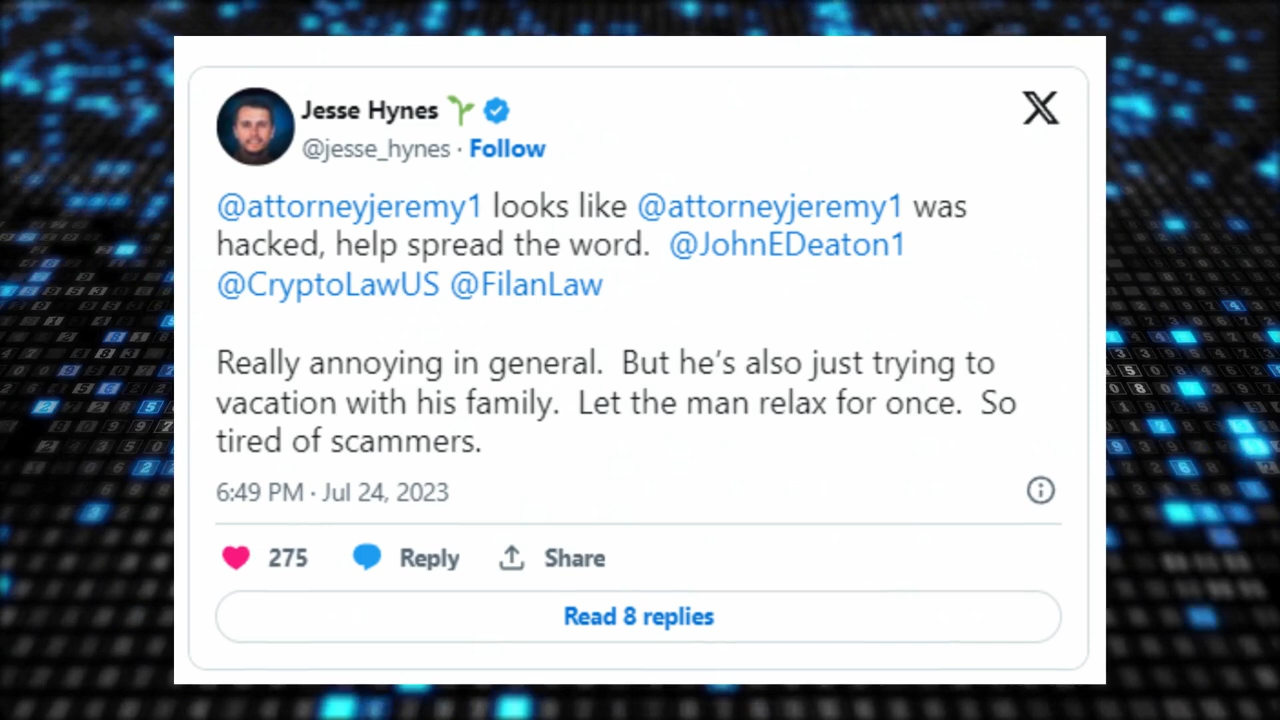 Jesse Hynes
@jesse_hynes · Follow
@attorneyjeremy1 looks like @attorneyjeremy1 was
hacked, help spread the word.  @JohnEDeaton1
@CryptoLawUS @FilanLaw
Really annoying in general.  But he’s also just trying to
vacation with his family.  Let the man relax for once.  So
tired of scammers.
6:49 PM · Jul 24, 2023
275 Reply Share
Read 8 replies